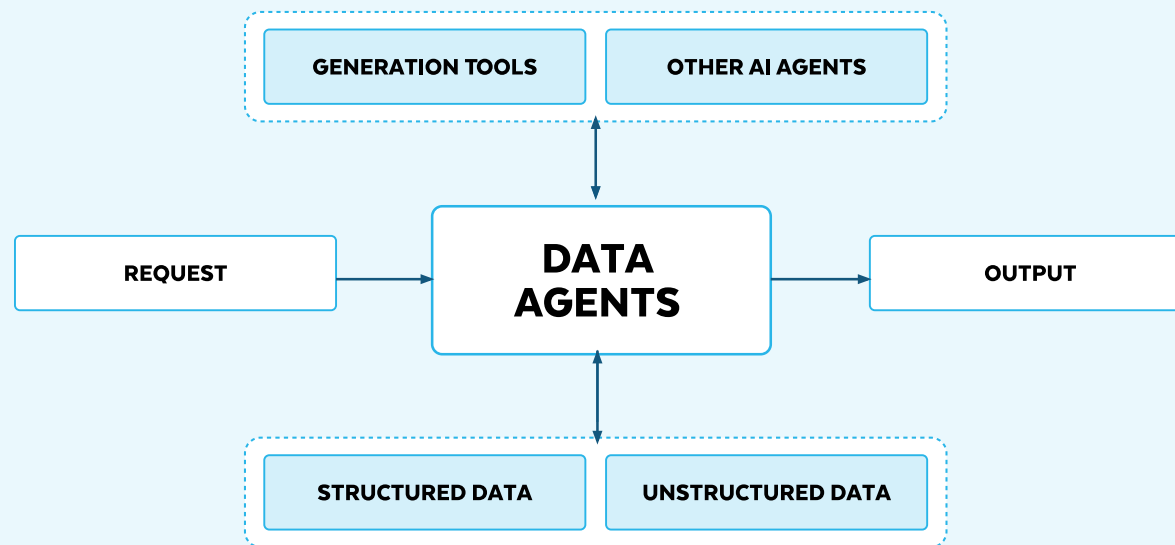 GENERATION TOOLS
OTHER AI AGENTS
REQUEST
DATA
AGENTS
OUTPUT
STRUCTURED DATA
UNSTRUCTURED DATA